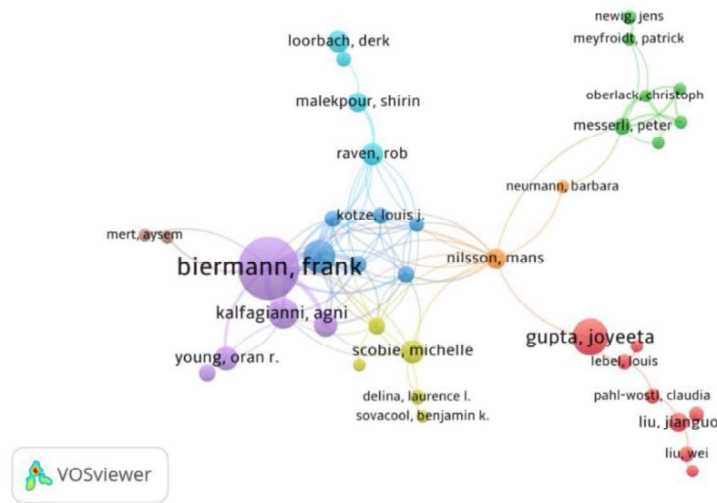 newig, jens
loorbach, derk
meyfroidt, patrick
oberlack, christoph
malekpour, shirin
messerli, peter
raven, rob
neumann, barbara
kotze, louis j.
mert, aysem
nilsson, mans
biermann, frank
kalfagianni, agni
gupta, joyeeta
scobie, michelle
young, oran r.
lebel, louis
delina, laurence l.
pahl-wostl, claudia
sovacool, benjamin k.
liu, jianguo
liu, wei
VOSviewer